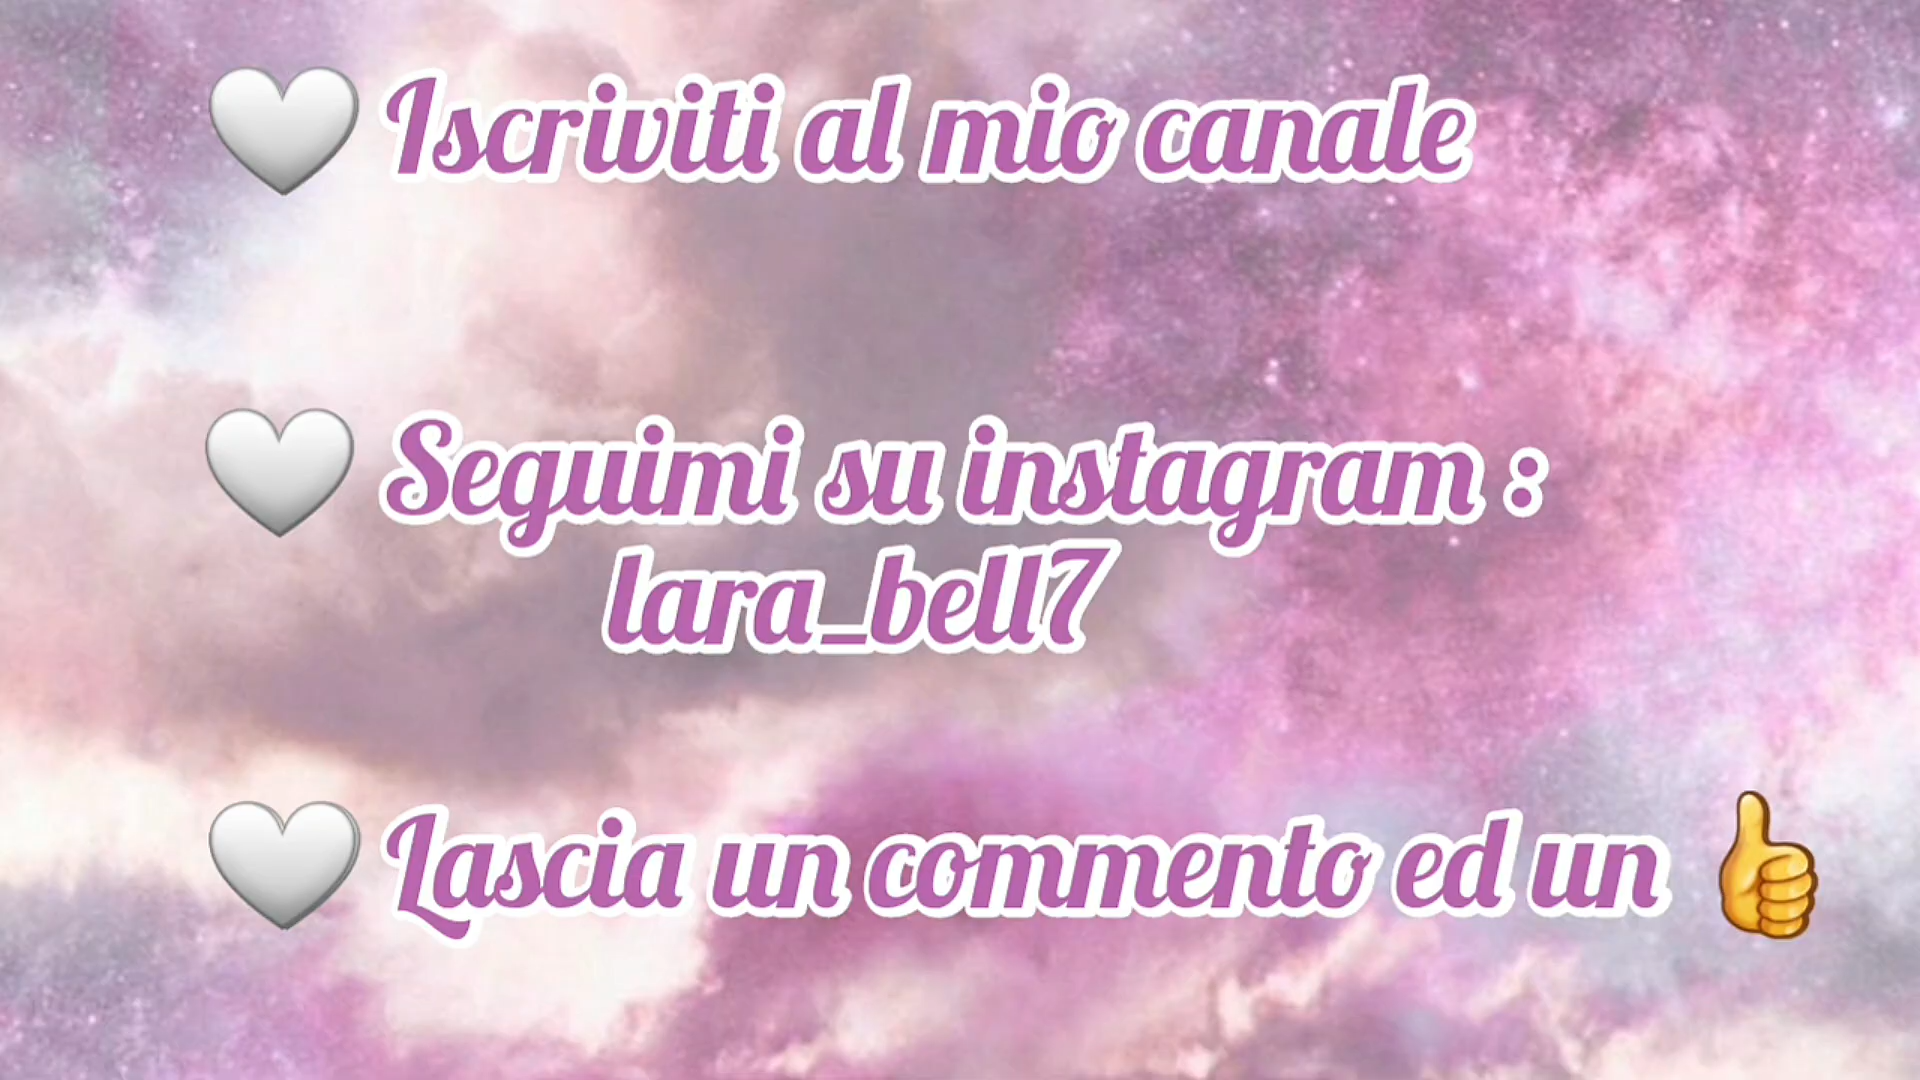 🤍 Iscriviti al mio canale
🤍 Seguimi su instagram :
lara_bell7
🤍 Lascia un commento ed un 👍